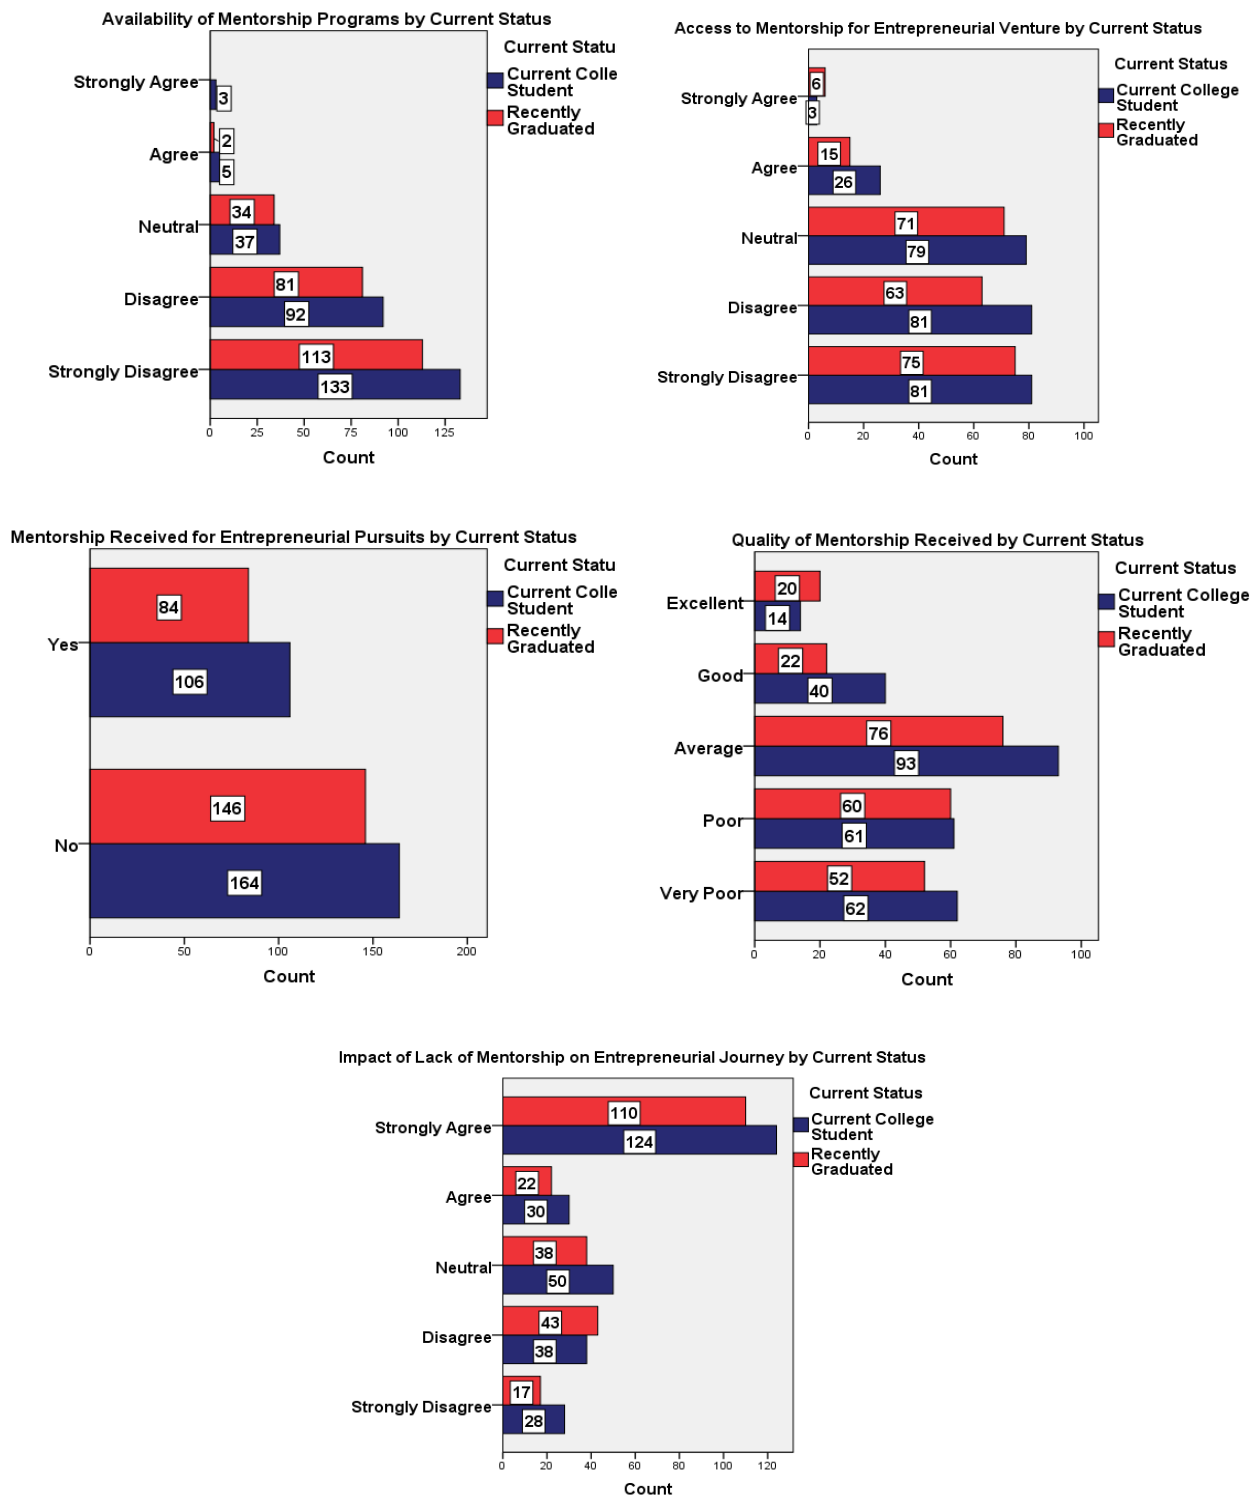 Availability of Mentorship Programs by Current Status
Current Statu
Current Colle
Student
Recently
Graduated
Strongly Agree
3
Agree
2
5
Neutral
34
37
Disagree
81
92
Strongly Disagree
113
133
0 25 50 75 100 125
Count
Access to Mentorship for Entrepreneurial Venture by Current Status
Current Status
Current College
Student
Recently
Graduated
Strongly Agree
6
3
Agree
15
26
Neutral
71
79
Disagree
63
81
Strongly Disagree
75
81
0 20 40 60 80 100
Count
Mentorship Received for Entrepreneurial Pursuits by Current Status
Current Statu
Current Colle
Student
Recently
Graduated
Yes
84
106
No
146
164
0 50 100 150 200
Count
Quality of Mentorship Received by Current Status
Current Status
Current College
Student
Recently
Graduated
Excellent
20
14
Good
22
40
Average
76
93
Poor
60
61
Very Poor
52
62
0 20 40 60 80 100
Count
Impact of Lack of Mentorship on Entrepreneurial Journey by Current Status
Current Status
Current College
Student
Recently
Graduated
Strongly Agree
110
124
Agree
22
30
Neutral
38
50
Disagree
43
38
Strongly Disagree
17
28
0 20 40 60 80 100 120
Count